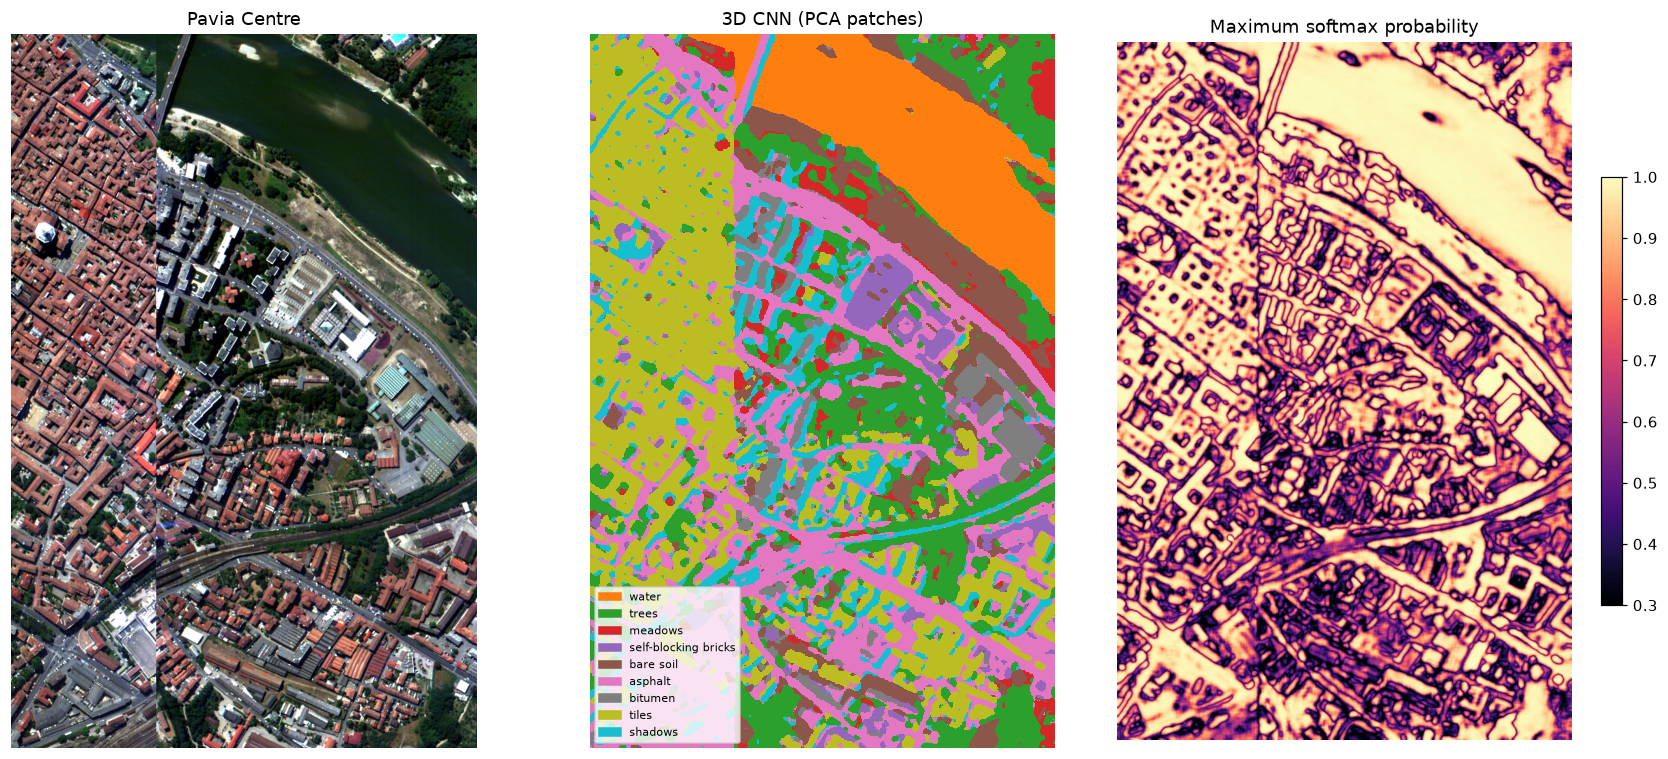 Pavia Centre
3D CNN (PCA patches)
Maximum softmax probability
water
trees
meadows
self-blocking bricks
bare soil
asphalt
bitumen
tiles
shadows
1.0
0.9
0.8
0.7
0.6
0.5
0.4
0.3